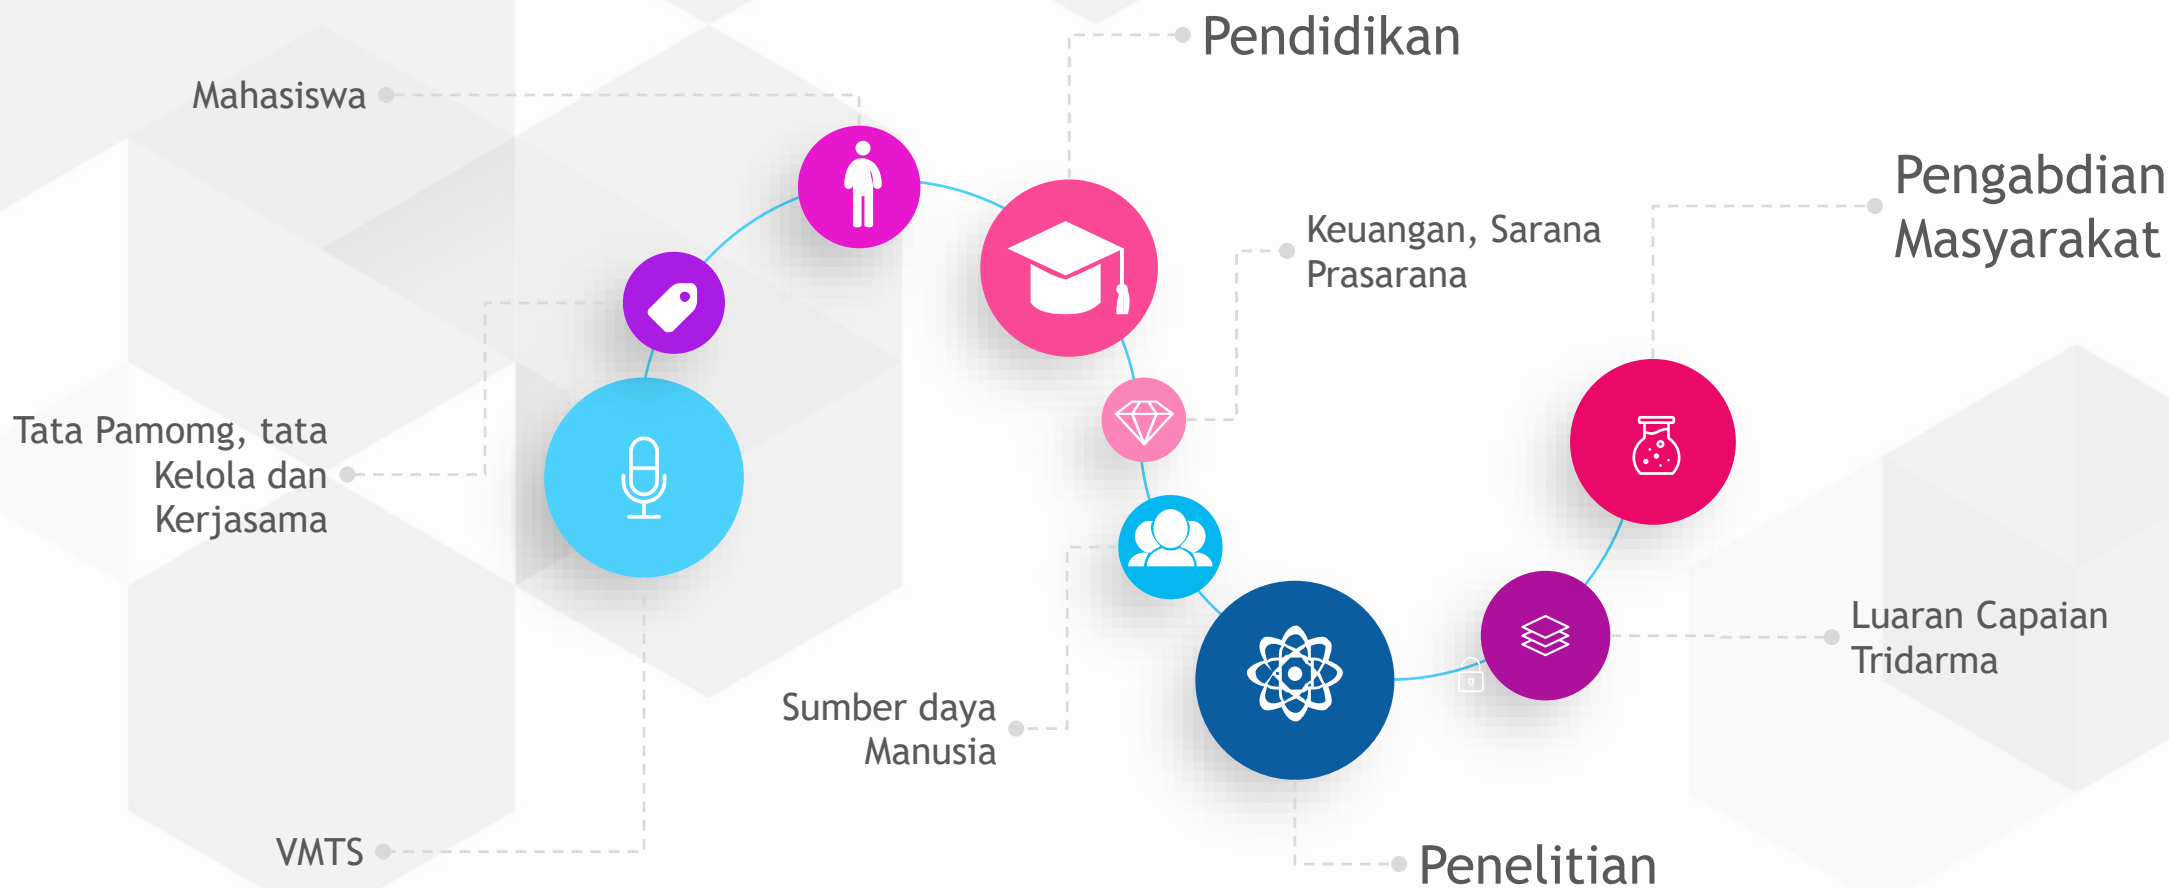 Pendidikan
Mahasiswa
Pengabdian
Masyarakat
Keuangan, Sarana
Prasarana
Tata Pamomg, tata
Kelola dan
Kerjasama
Luaran Capaian
Tridarma
Sumber daya
Manusia
VMTS
Penelitian